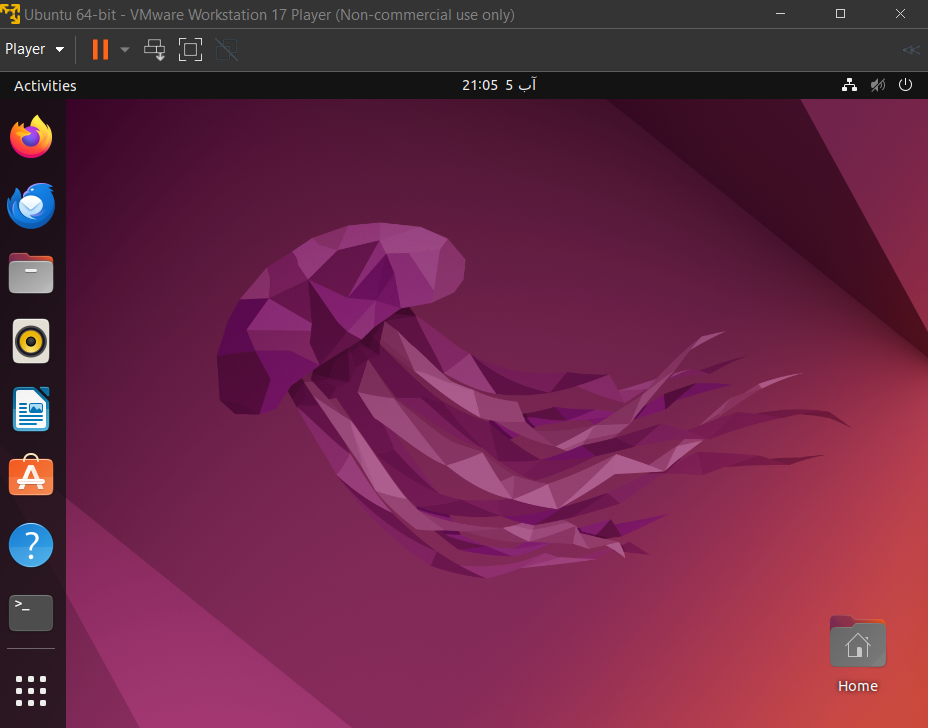 Ubuntu 64-bit - VMware Workstation 17 Player (Non-commercial use only)
Player
Activities
21:05 آب 5
>_
Home